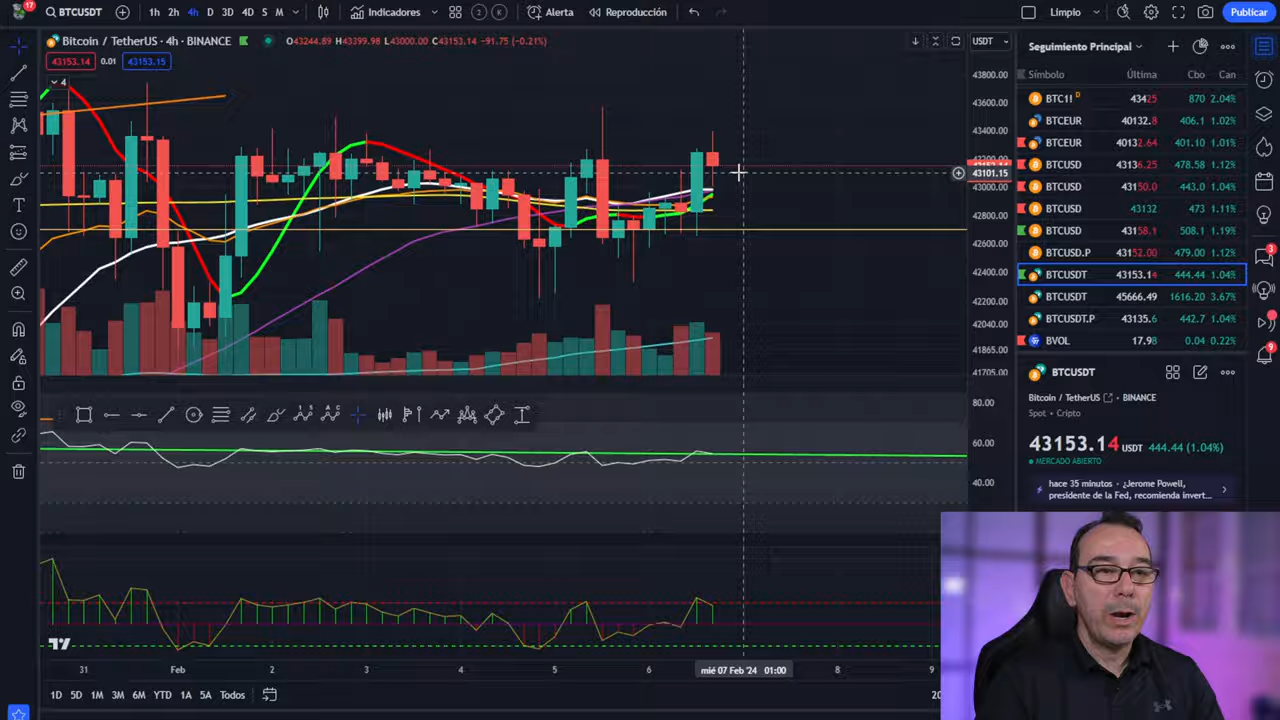 17
BTCUSDT
1h 2h 4h D 3D 4D S M
Indicadores
2
K
Alerta
Reproducción
Limpio
Publicar
Bitcoin / TetherUS · 4h · BINANCE
O43244.89 H43399.98 L43000.00 C43153.14 -91.75 (-0.21%)
43153.14 0.01 43153.15
4
USDT
43800.00
43600.00
43400.00
43101.15
43000.00
42800.00
42600.00
42400.00
42200.00
42040.00
41865.00
41705.00
80.00
60.00
40.00
31 Feb 2 3 4 5 6 mié 07 Feb '24 01:00 8 9
1D 5D 1M 3M 6M YTD 1A 5A Todos
20
Seguimiento Principal
Símbolo Última Cbo Can
BTC1! D 43425 870 2.04%
BTCEUR 40132.8 406.1 1.02%
BTCEUR 40132.64 401.10 1.01%
BTCUSD 43136.25 478.58 1.12%
BTCUSD 43150.0 443.0 1.04%
BTCUSD 43132 473 1.11%
BTCUSD 43158.1 508.1 1.19%
BTCUSD.P 43152.00 479.00 1.12%
BTCUSDT 43153.14 444.44 1.04%
BTCUSDT 45666.49 1616.20 3.67%
BTCUSDT.P 43135.6 442.7 1.04%
BVOL 17.98 0.04 0.22%
3
9
BTCUSDT
Bitcoin / TetherUS · BINANCE
Spot · Cripto
43153.14 USDT 444.44 (1.04%)
MERCADO ABIERTO
hace 35 minutos · ¿Jerome Powell,
presidente de la Fed, recomienda invert...